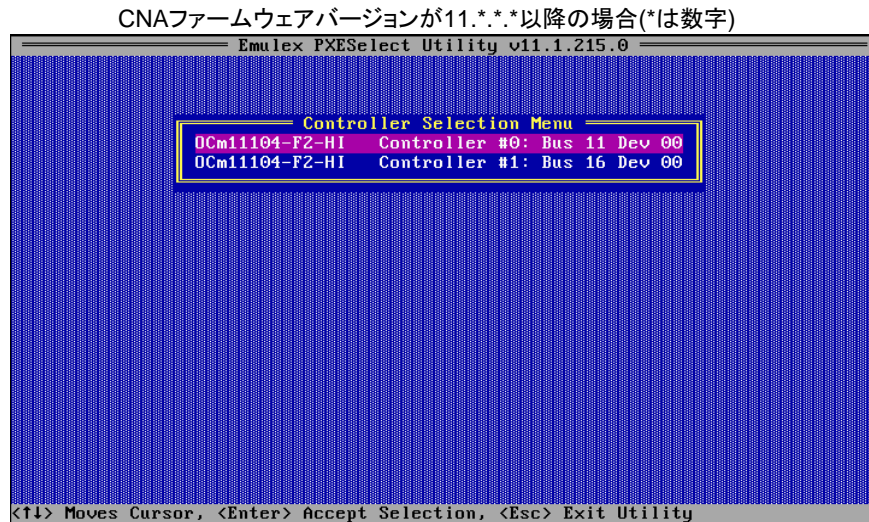 CNAファームウェアバージョンが11.*.*.*以降の場合(*は数字)
Emulex PXESelect Utility v11.1.215.0
Controller Selection Menu
OCm11104-F2-HI Controller #0: Bus 11 Dev 00
OCm11104-F2-HI Controller #1: Bus 16 Dev 00
<↑↓> Moves Cursor, <Enter> Accept Selection, <Esc> Exit Utility